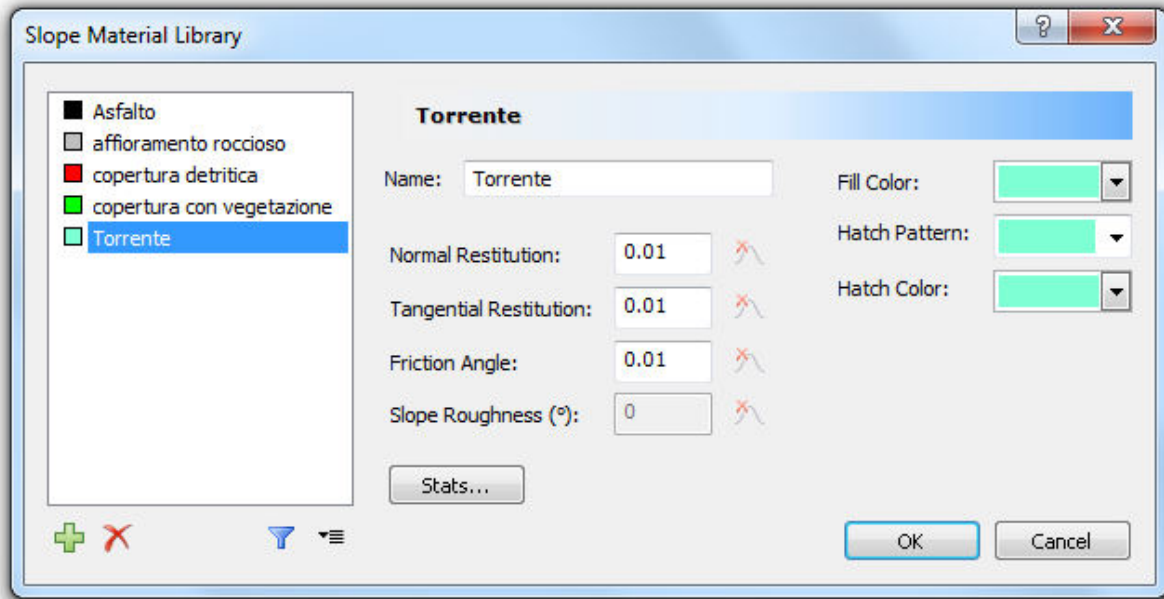 Slope Material Library
Asfalto
affioramento roccioso
copertura detritica
copertura con vegetazione
Torrente
Torrente
Name: Torrente
Normal Restitution: 0.01
Tangential Restitution: 0.01
Friction Angle: 0.01
Slope Roughness (°): 0
Stats...
Fill Color:
Hatch Pattern:
Hatch Color:
OK
Cancel